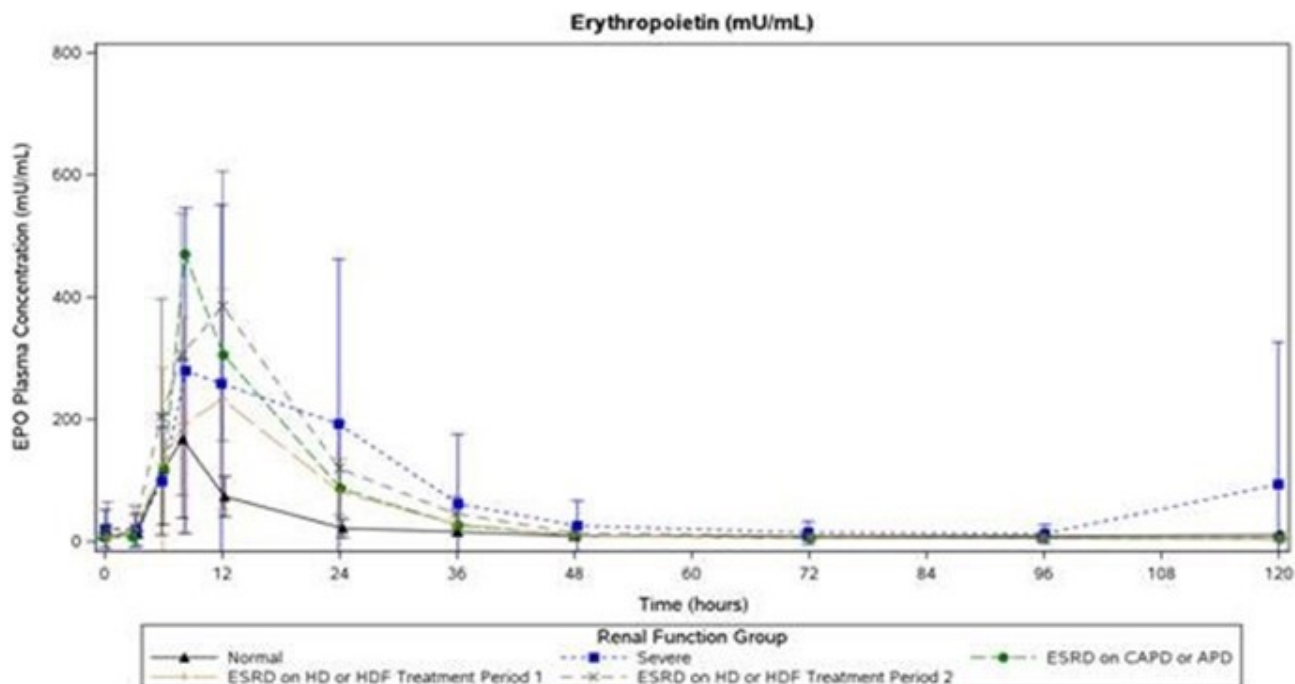 Erythropoietin (mU/mL)
EPO Plasma Concentration (mU/mL)
800
600
400
200
0
0 12 24 36 48 60 72 84 96 108 120
Time (hours)
Renal Function Group
Normal Severe ESRD on CAPD or APD
ESRD on HD or HDF Treatment Period 1 ESRD on HD or HDF Treatment Period 2